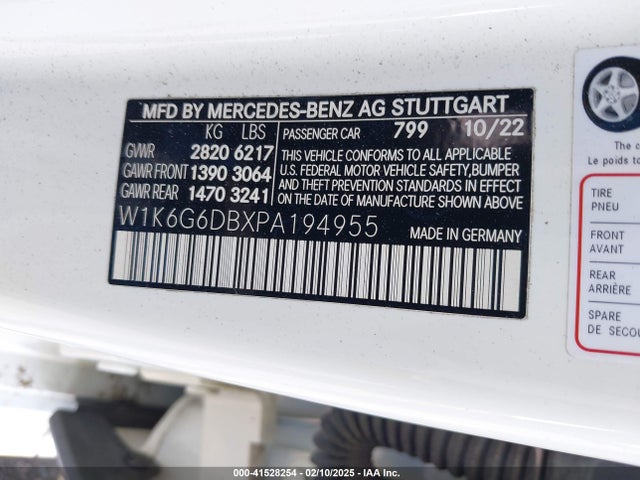 MFD BY MERCEDES-BENZ AG STUTTGART
KG LBS
GVWR 2820 6217
GAWR FRONT 1390 3064
GAWR REAR 1470 3241
PASSENGER CAR 799 10/22
THIS VEHICLE CONFORMS TO ALL APPLICABLE
U.S. FEDERAL MOTOR VEHICLE SAFETY, BUMPER
AND THEFT PREVENTION STANDARDS IN EFFECT
ON DATE OF MANUFACTURE SHOWN ABOVE
W1K6G6DBXPA194955
MADE IN GERMANY
The
Le poids
TIRE
PNEU
FRONT
AVANT
REAR
ARRIÈRE
SPARE
DE
000-41528254 - 02/10/2025 - IAA Inc.